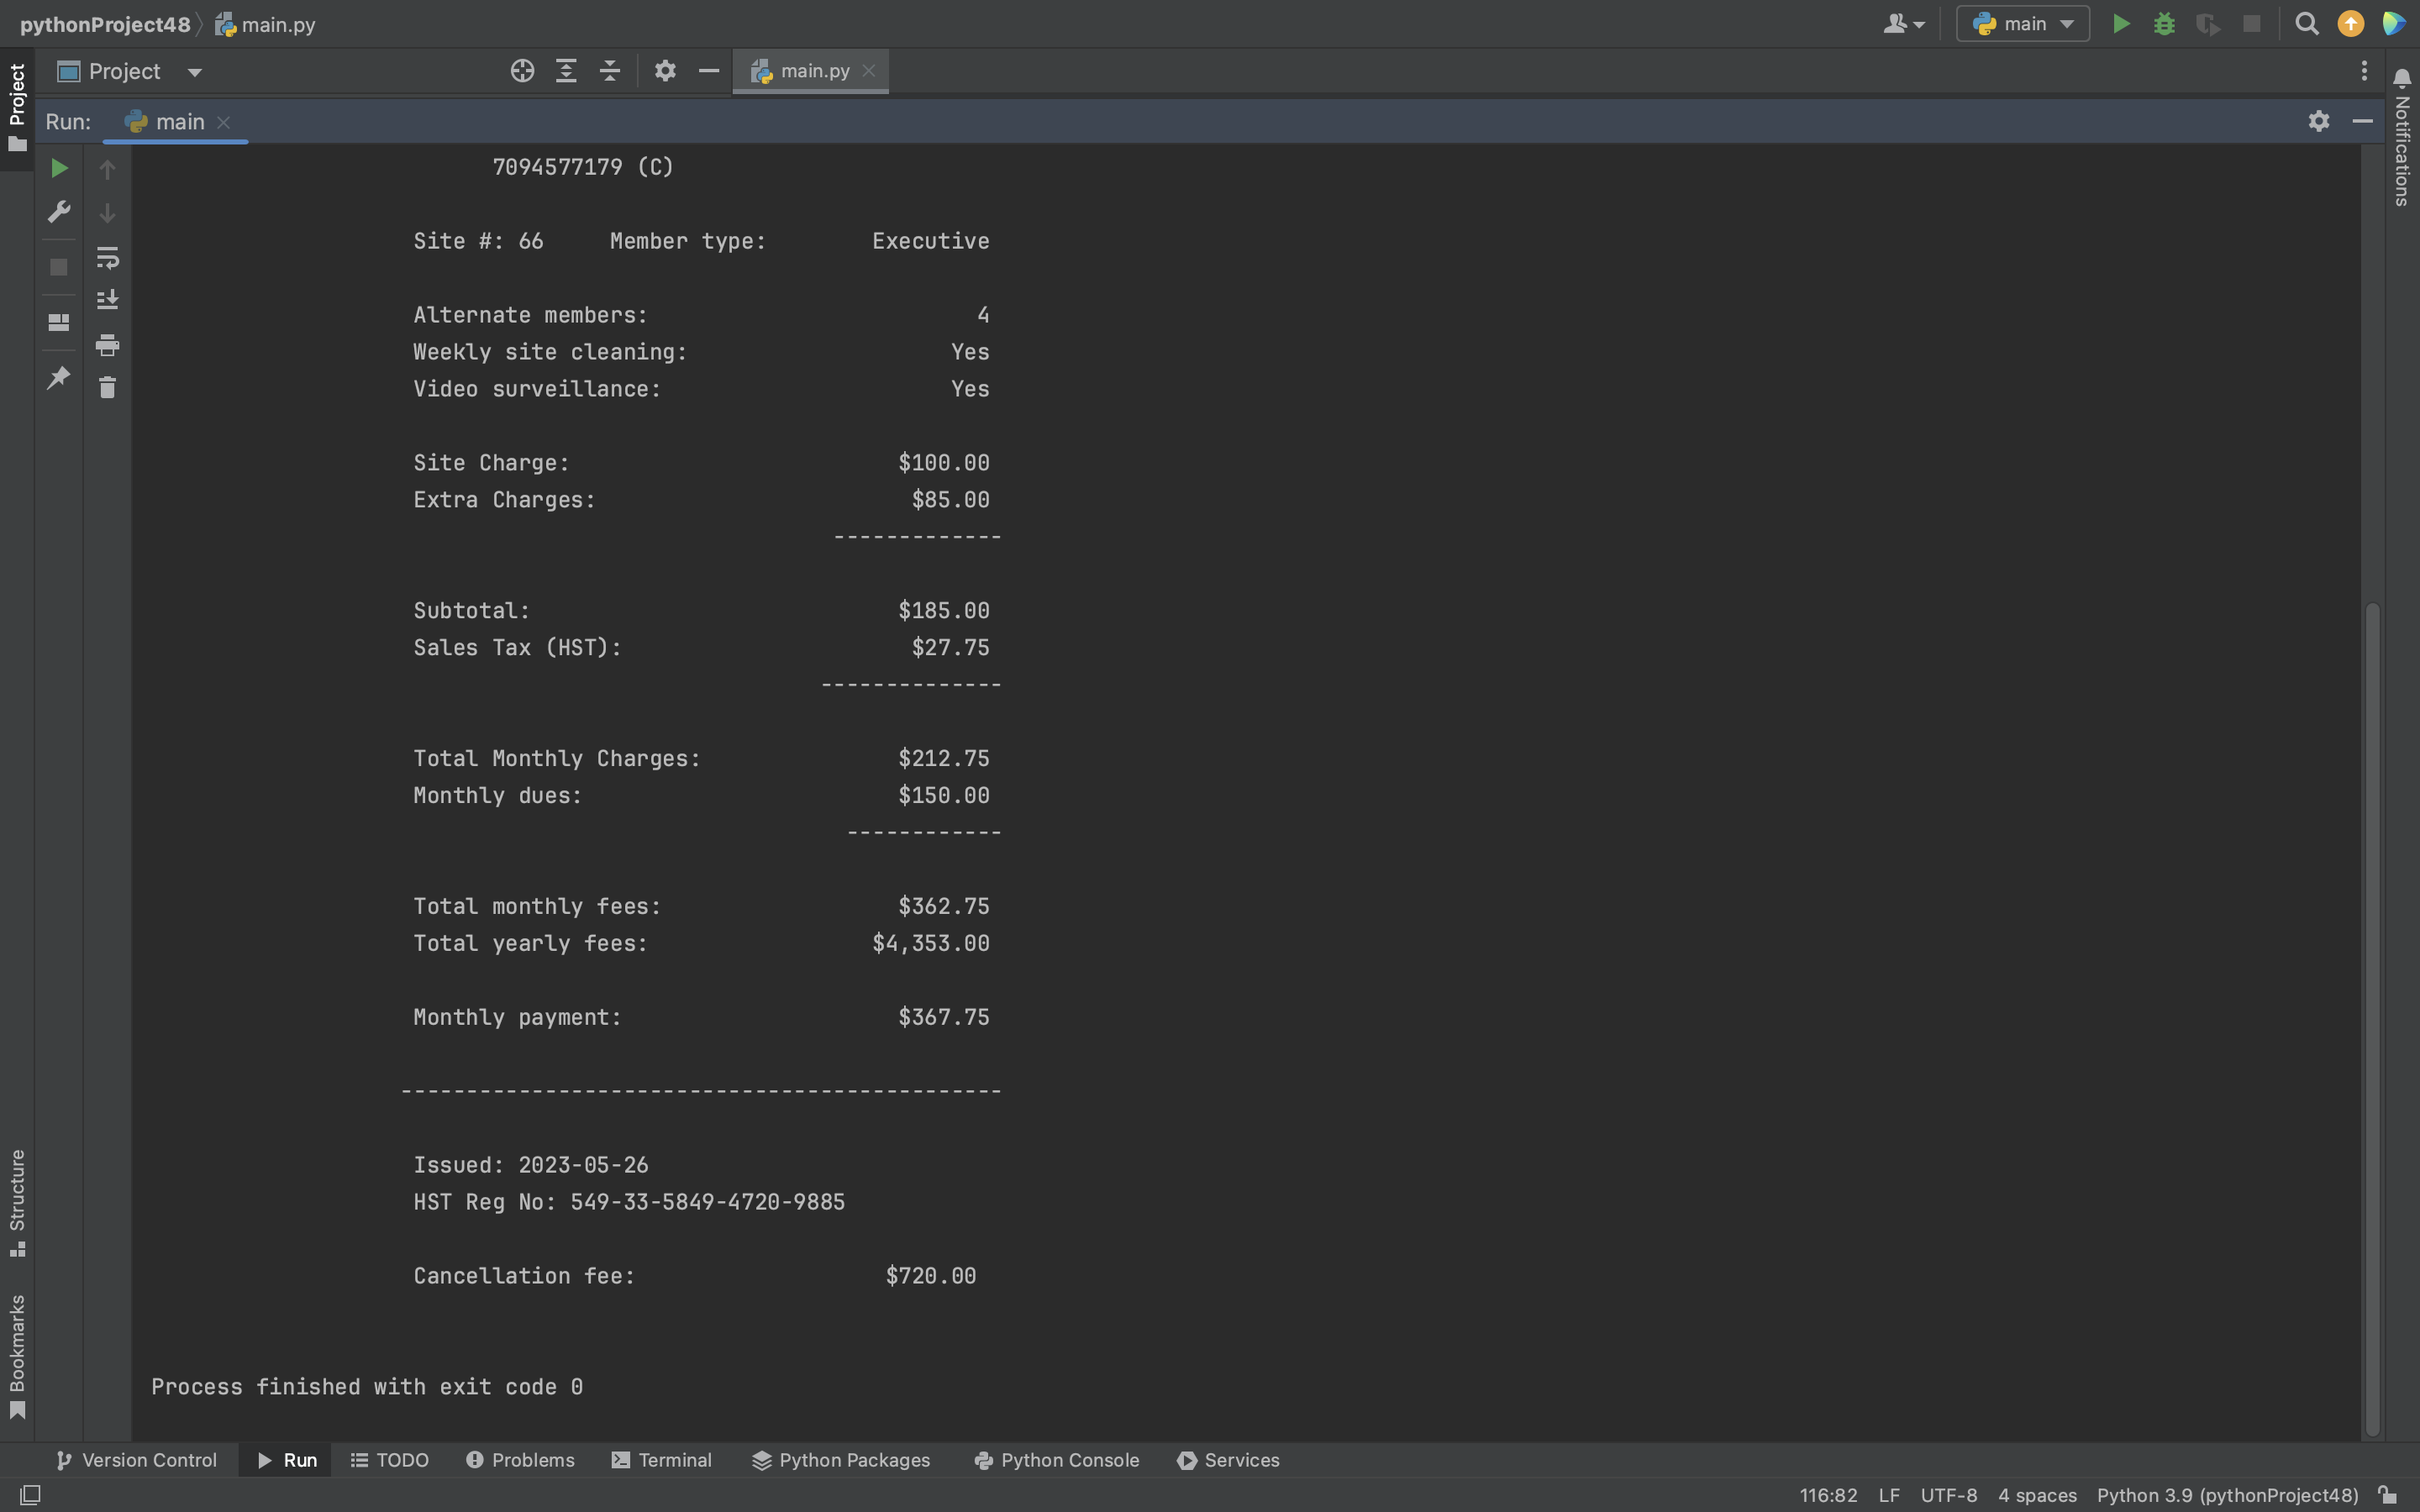 pythonProject48 main.py
main
Project
main.py
Project
Run: main
Notifications
7094577179 (C)
Site #: 66 Member type: Executive
Alternate members: 4
Weekly site cleaning: Yes
Video surveillance: Yes
Site Charge: $100.00
Extra Charges: $85.00
-------------
Subtotal: $185.00
Sales Tax (HST): $27.75
--------------
Total Monthly Charges: $212.75
Monthly dues: $150.00
------------
Total monthly fees: $362.75
Total yearly fees: $4,353.00
Monthly payment: $367.75
----------------------------------------------
Issued: 2023-05-26
HST Reg No: 549-33-5849-4720-9885
Cancellation fee: $720.00
Process finished with exit code 0
Structure
Bookmarks
Version Control Run TODO Problems Terminal Python Packages Python Console Services
116:82 LF UTF-8 4 spaces Python 3.9 (pythonProject48)